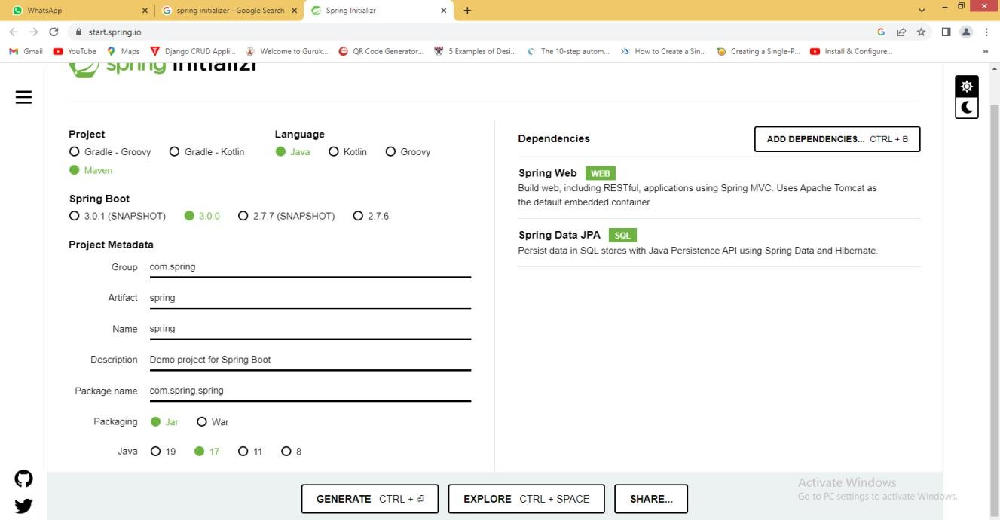 WhatsApp
spring initializer - Google Search
Spring Initializr
start.spring.io
Gmail
YouTube
Maps
Django CRUD Appli...
Welcome to Guruk...
QR Code Generator...
5 Examples of Desi...
The 10-step autom...
How to Create a Sin...
Creating a Single-P...
Install & Configure...
»
spring initializr
Project
Gradle - Groovy
Gradle - Kotlin
Maven
Language
Java
Kotlin
Groovy
Spring Boot
3.0.1 (SNAPSHOT)
3.0.0
2.7.7 (SNAPSHOT)
2.7.6
Project Metadata
Group com.spring
Artifact spring
Name spring
Description Demo project for Spring Boot
Package name com.spring.spring
Packaging Jar War
Java 19 17 11 8
Dependencies
ADD DEPENDENCIES... CTRL + B
Spring Web WEB
Build web, including RESTful, applications using Spring MVC. Uses Apache Tomcat as
the default embedded container.
Spring Data JPA SQL
Persist data in SQL stores with Java Persistence API using Spring Data and Hibernate.
GENERATE CTRL + ⏎
EXPLORE CTRL + SPACE
SHARE...
Activate Windows
Go to PC settings to activate Windows.